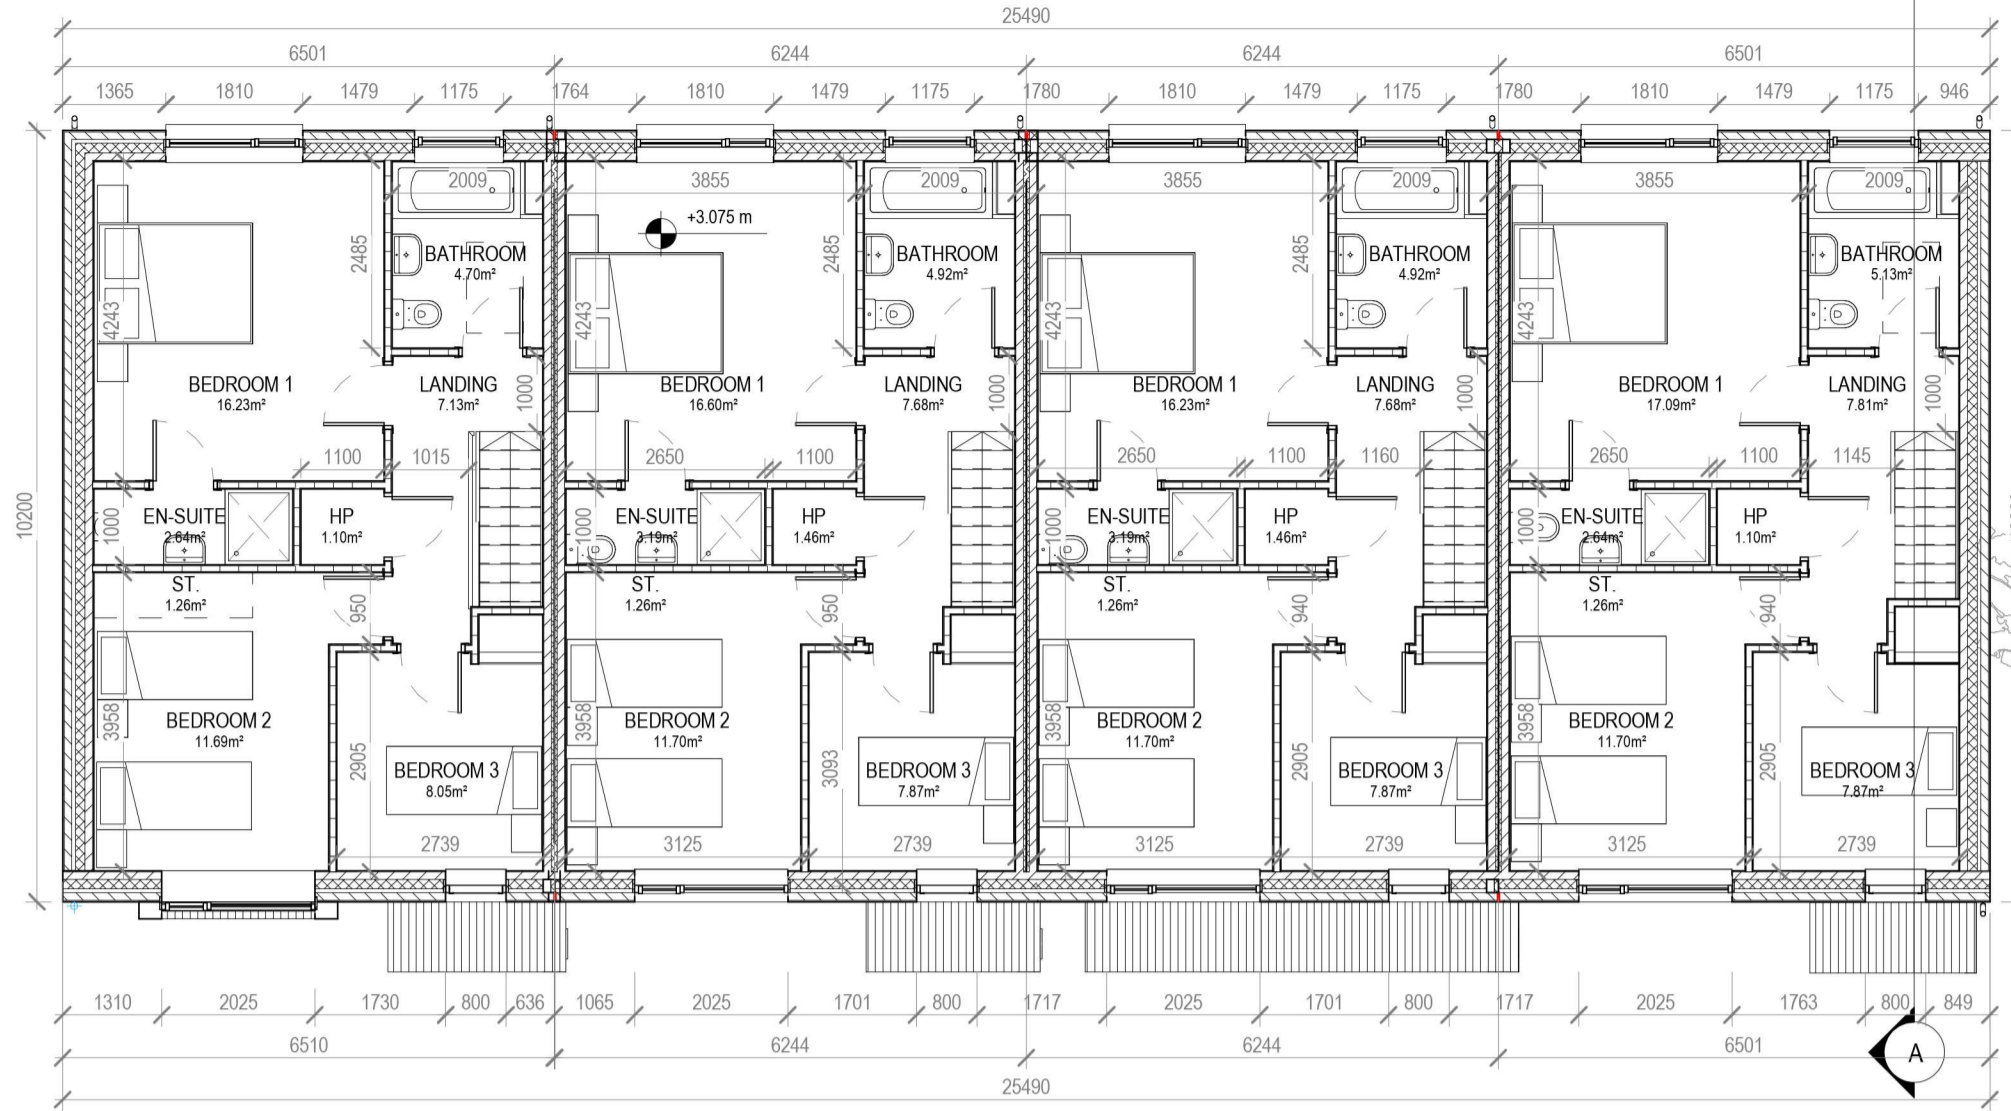 25490
6501 6244 6244 6501
1365 1810 1479 1175 1764 1810 1479 1175 1780 1810 1479 1175 1780 1810 1479 1175 946
2009 3855 2009 3855 2009 3855 2009
+3.075 m
2485 2485 2485
BATHROOM BATHROOM BATHROOM BATHROOM
4.70m² 4.92m² 4.92m² 5.13m²
4243 4243 4243 4243
BEDROOM 1 LANDING BEDROOM 1 LANDING BEDROOM 1 LANDING BEDROOM 1 LANDING
16.23m² 7.13m² 16.60m² 7.68m² 16.23m² 7.68m² 17.09m² 7.81m²
1000 1000 1000 1000
1100 1015 2650 1100 2650 1100 1160 2650 1100 1145
10200
EN-SUITE HP EN-SUITE HP EN-SUITE HP EN-SUITE HP
2.64m² 1.10m² 3.19m² 1.46m² 3.19m² 1.46m² 2.64m² 1.10m²
1000 1000 1000 1000
ST. ST. ST. ST.
1.26m² 1.26m² 1.26m² 1.26m²
950 950 940 940
3958 3958 3958 3958
BEDROOM 2 BEDROOM 2 BEDROOM 2 BEDROOM 2
11.69m² 11.70m² 11.70m² 11.70m²
2905 3093 2905 2905
BEDROOM 3 BEDROOM 3 BEDROOM 3 BEDROOM 3
8.05m² 7.87m² 7.87m² 7.87m²
2739 3125 2739 3125 2739 3125 2739
1310 2025 1730 800 636 1065 2025 1701 800 1717 2025 1701 800 1717 2025 1763 800 849
6510 6244 6244 6501
A
25490